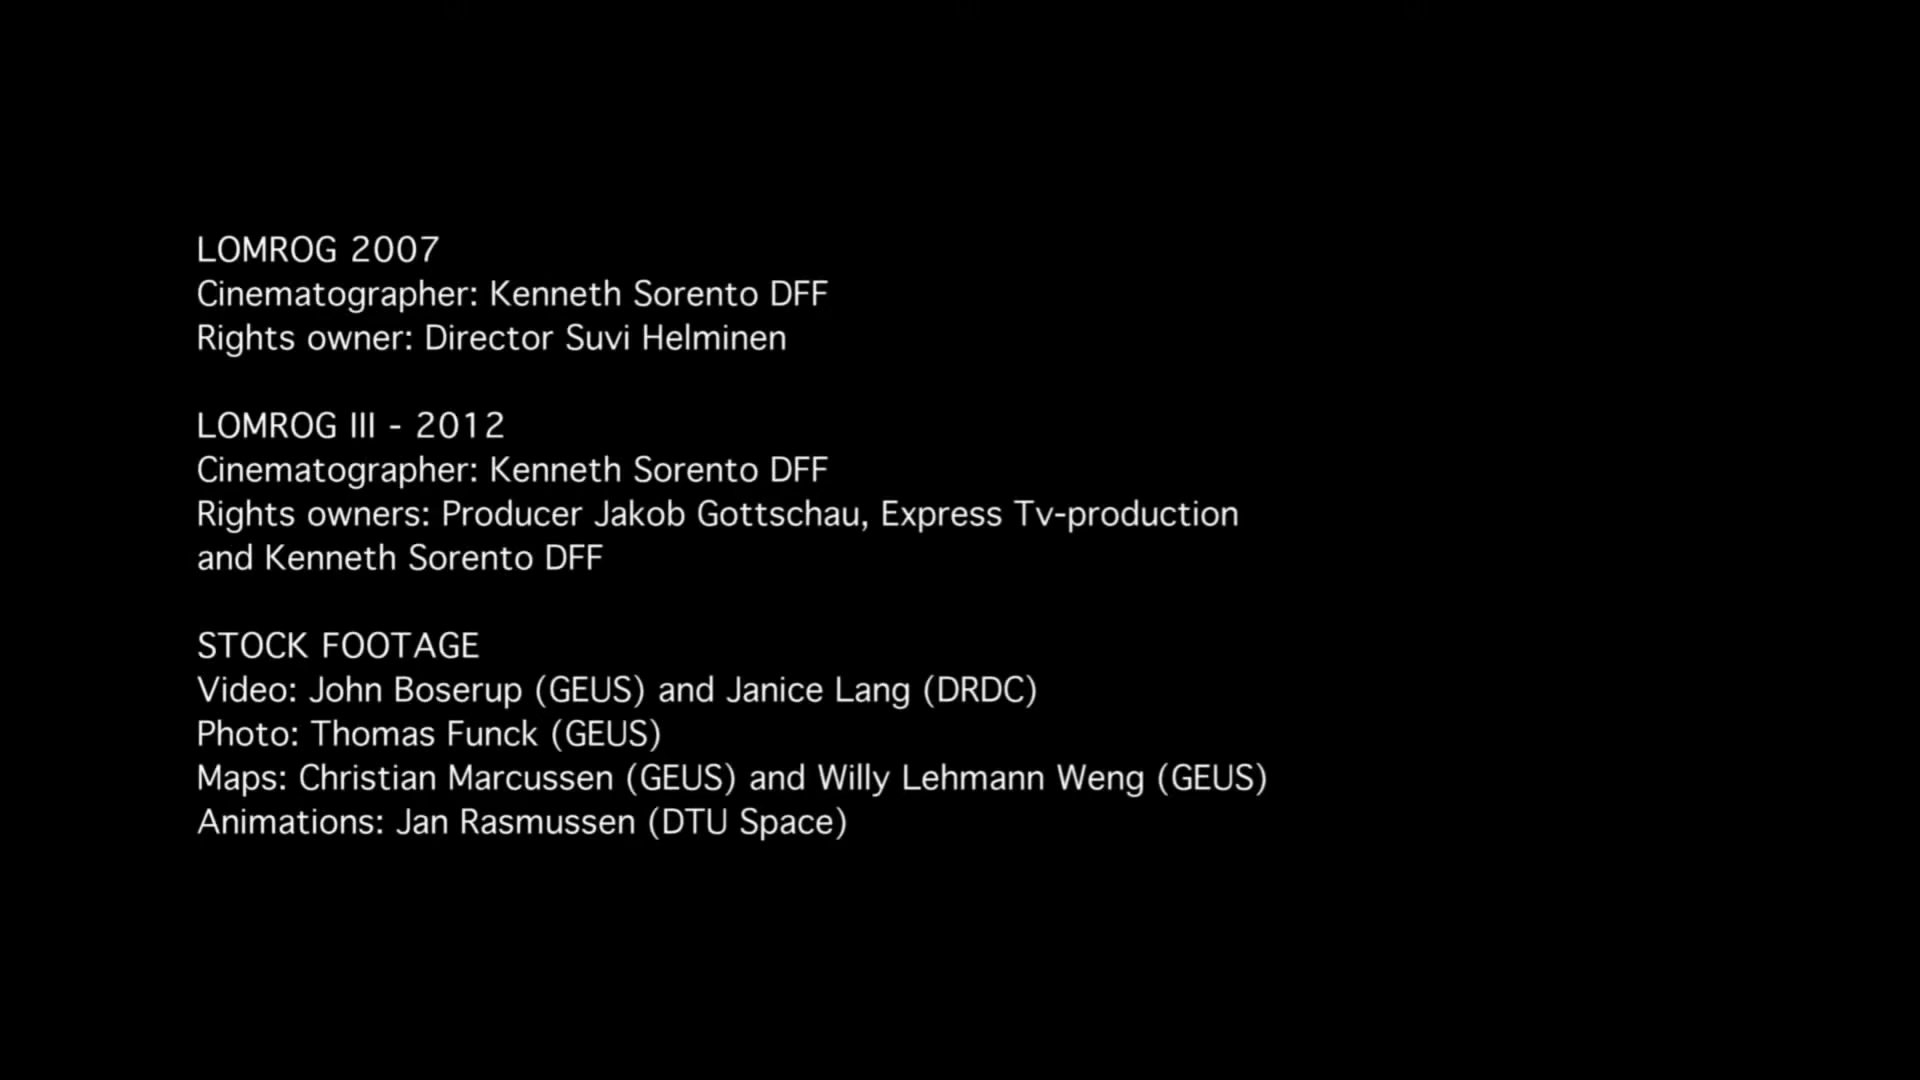 LOMROG 2007
Cinematographer: Kenneth Sorento DFF
Rights owner: Director Suvi Helminen
LOMROG III - 2012
Cinematographer: Kenneth Sorento DFF
Rights owners: Producer Jakob Gottschau, Express Tv-production
and Kenneth Sorento DFF
STOCK FOOTAGE
Video: John Boserup (GEUS) and Janice Lang (DRDC)
Photo: Thomas Funck (GEUS)
Maps: Christian Marcussen (GEUS) and Willy Lehmann Weng (GEUS)
Animations: Jan Rasmussen (DTU Space)